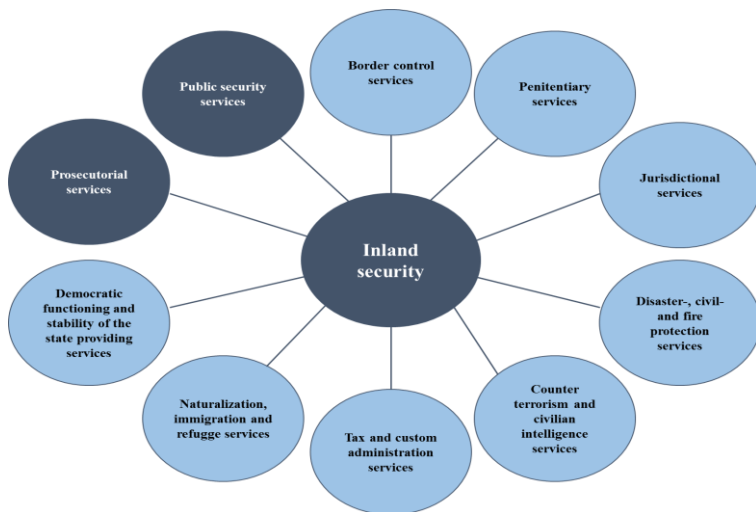 Border control
services
Public security
services
Penitentiary
services
Prosecutorial
services
Jurisdictional
services
Inland
security
Democratic
functioning and
stability of the
state providing
services
Disaster-, civil-
and fire
protection
services
Naturalization,
immigration and
refugge services
Tax and custom
administration
services
Counter
terrorism and
civilian
intelligence
services